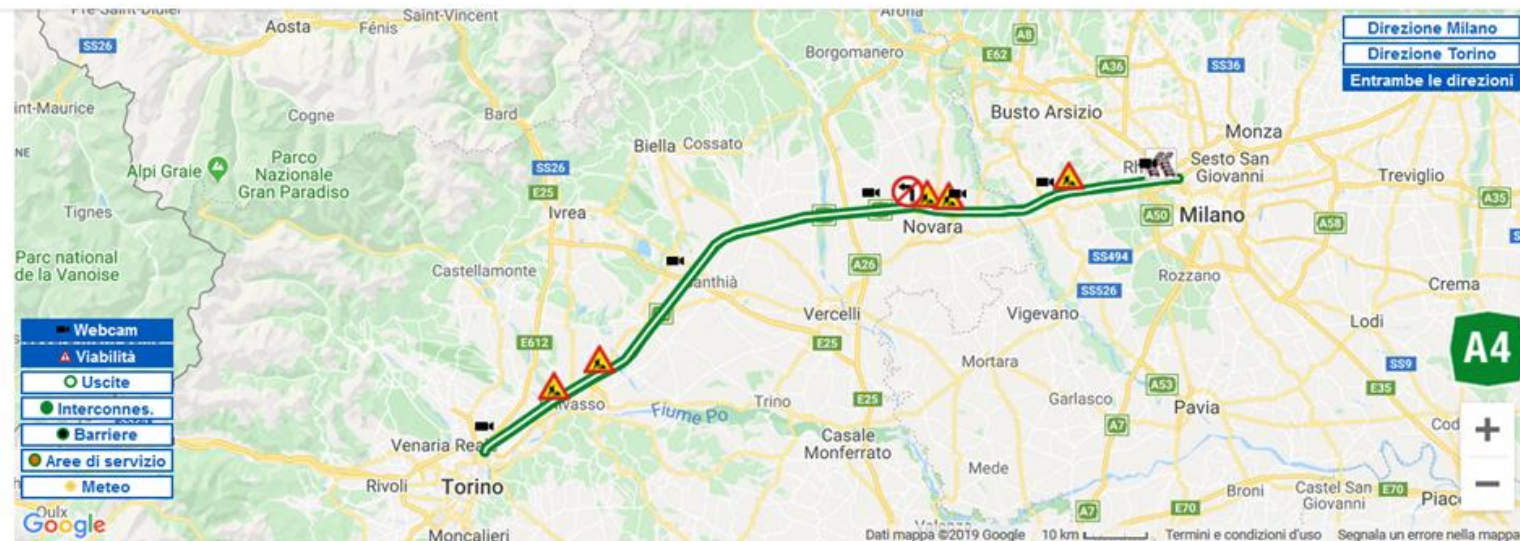 Saint-Vincent
Arona
Aosta
Fénis
SS26
Borgomanero
E62
A8
Direzione Milano
Direzione Torino
Entrambe le direzioni
A36
SS36
int-Maurice
Cogne
Bard
Busto Arsizio
Monza
NE
Biella
Cossato
Alpi Graie
Parco
Nazionale
Gran Paradiso
SS26
E25
Sesto San
Giovanni
Treviglio
Tignes
Ivrea
Novara
A50
Milano
A58
A35
Parc national
de la Vanoise
Castellamonte
A26
SS494
Rozzano
SS526
Crema
Vercelli
Vigevano
Lodi
Webcam
Viabilità
Uscite
Interconnes.
Barriere
Aree di servizio
Meteo
E612
E25
Mortara
SS9
A4
Trino
E25
Garlasco
A53
E35
Pavia
Fiume Po
A7
Casale
Monferrato
Mede
Rivoli
Torino
Broni
Castel San
Giovanni
E70
E70
A7
Google
Moncalieri
Dati mappa ©2019 Google
10 km
Termini e condizioni d'uso
Segnala un errore nella mappa
+
−